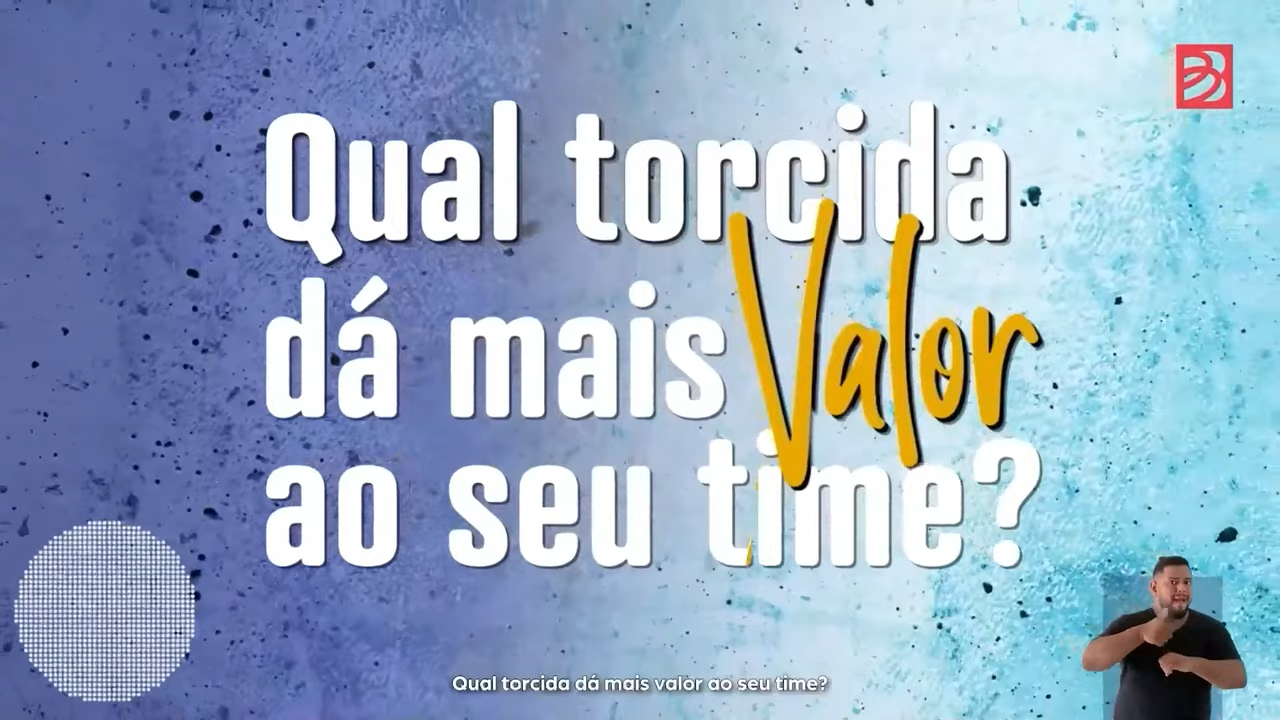 Qual torcida
dá mais Valor
ao seu time?
Qual torcida dá mais valor ao seu time?